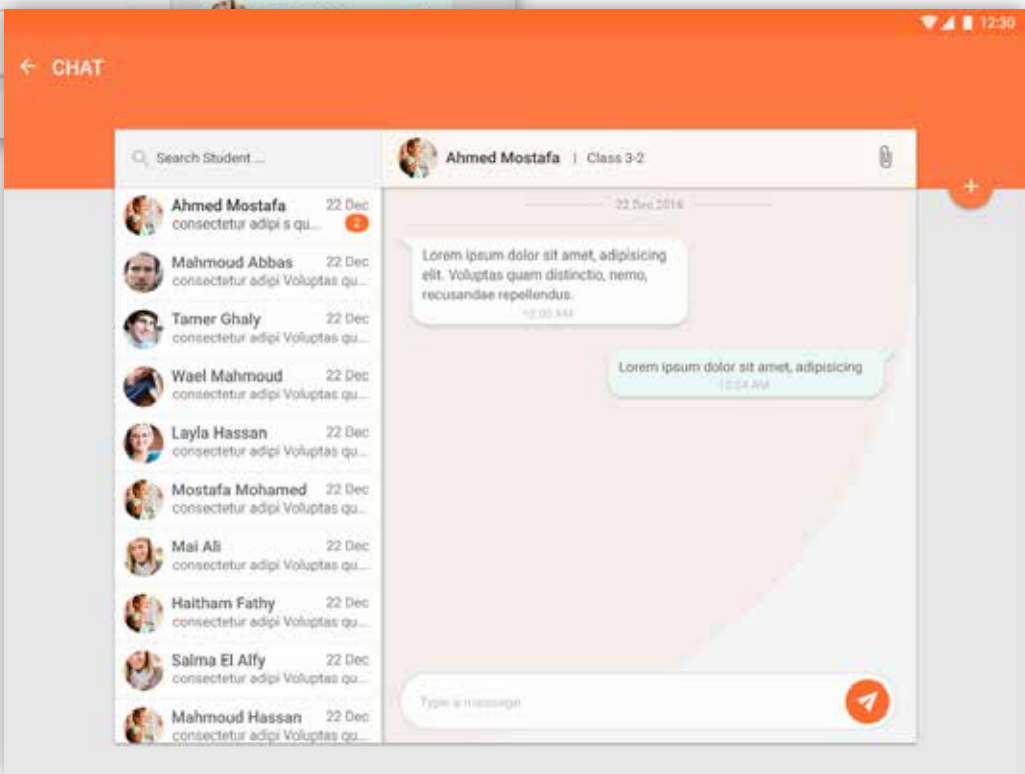 12:30
CHAT
Search Student ...
Ahmed Mostafa 22 Dec
consectetur adipi s qu...
2
Mahmoud Abbas 22 Dec
consectetur adipi Voluptas qu...
Tamer Ghaly 22 Dec
consectetur adipi Voluptas qu...
Wael Mahmoud 22 Dec
consectetur adipi Voluptas qu...
Layla Hassan 22 Dec
consectetur adipi Voluptas qu...
Mostafa Mohamed 22 Dec
consectetur adipi Voluptas qu...
Mai Ali 22 Dec
consectetur adipi Voluptas qu...
Haitham Fathy 22 Dec
consectetur adipi Voluptas qu...
Salma El Alfy 22 Dec
consectetur adipi Voluptas qu...
Mahmoud Hassan 22 Dec
consectetur adipi Voluptas qu...
Ahmed Mostafa | Class 3-2
22 Dec 2016
Lorem ipsum dolor sit amet, adipisicing
elit. Voluptas quam distinctio, nemo,
recusandae repellendus.
Lorem ipsum dolor sit amet, adipisicing
Type a message